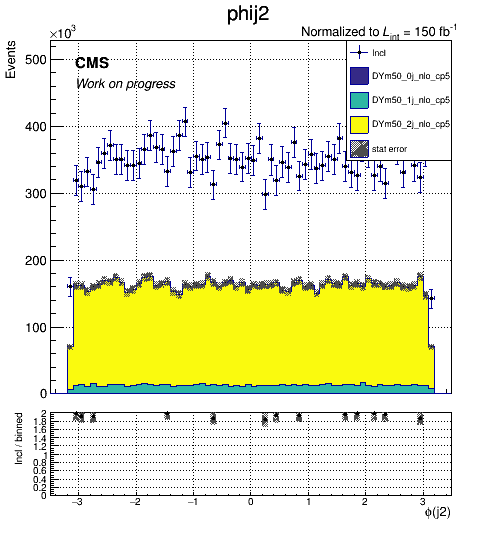 phij2
×10³
Normalized to L_int = 150 fb⁻¹
Events
CMS
Work on progress
Incl
DYm50_0j_nlo_cp5
DYm50_1j_nlo_cp5
DYm50_2j_nlo_cp5
stat error
500
400
300
200
100
0
Incl / binned
2
1.8
1.6
1.4
1.2
1
0.8
0.6
0.4
0.2
0
−3 −2 −1 0 1 2 3
ϕ(j2)